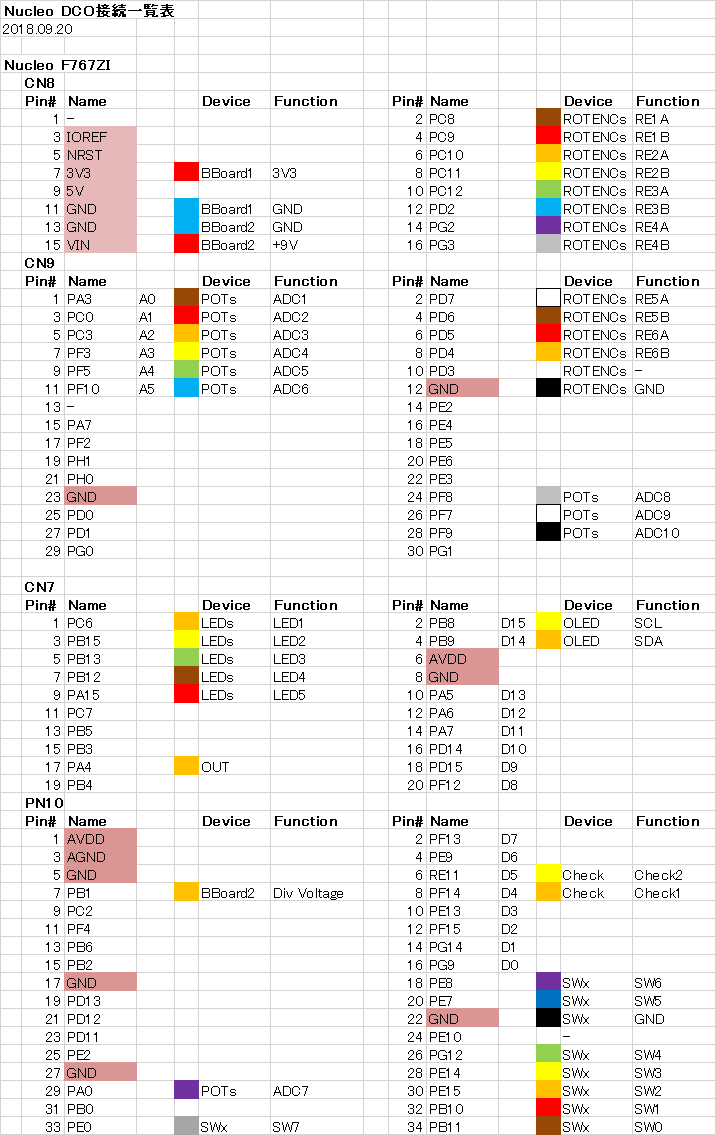 Nucleo DCO接続一覧表
2018.09.20
Nucleo F767ZI
CN8
Pin# Name Device Function Pin# Name Device Function
1 - 2 PC8 ROTENCs RE1A
3 IOREF 4 PC9 ROTENCs RE1B
5 NRST 6 PC10 ROTENCs RE2A
7 3V3 BBoard1 3V3 8 PC11 ROTENCs RE2B
9 5V 10 PC12 ROTENCs RE3A
11 GND BBoard1 GND 12 PD2 ROTENCs RE3B
13 GND BBoard2 GND 14 PG2 ROTENCs RE4A
15 VIN BBoard2 +9V 16 PG3 ROTENCs RE4B
CN9
Pin# Name Device Function Pin# Name Device Function
1 PA3 A0 POTs ADC1 2 PD7 ROTENCs RE5A
3 PC0 A1 POTs ADC2 4 PD6 ROTENCs RE5B
5 PC3 A2 POTs ADC3 6 PD5 ROTENCs RE6A
7 PF3 A3 POTs ADC4 8 PD4 ROTENCs RE6B
9 PF5 A4 POTs ADC5 10 PD3 ROTENCs -
11 PF10 A5 POTs ADC6 12 GND ROTENCs GND
13 - 14 PE2
15 PA7 16 PE4
17 PF2 18 PE5
19 PH1 20 PE6
21 PH0 22 PE3
23 GND 24 PF8 POTs ADC8
25 PD0 26 PF7 POTs ADC9
27 PD1 28 PF9 POTs ADC10
29 PG0 30 PG1
CN7
Pin# Name Device Function Pin# Name Device Function
1 PC6 LEDs LED1 2 PB8 D15 OLED SCL
3 PB15 LEDs LED2 4 PB9 D14 OLED SDA
5 PB13 LEDs LED3 6 AVDD
7 PB12 LEDs LED4 8 GND
9 PA15 LEDs LED5 10 PA5 D13
11 PC7 12 PA6 D12
13 PB5 14 PA7 D11
15 PB3 16 PD14 D10
17 PA4 OUT 18 PD15 D9
19 PB4 20 PF12 D8
PN10
Pin# Name Device Function Pin# Name Device Function
1 AVDD 2 PF13 D7
3 AGND 4 PE9 D6
5 GND 6 RE11 D5 Check Check2
7 PB1 BBoard2 Div Voltage 8 PF14 D4 Check Check1
9 PC2 10 PE13 D3
11 PF4 12 PF15 D2
13 PB6 14 PG14 D1
15 PB2 16 PG9 D0
17 GND 18 PE8 SWx SW6
19 PD13 20 PE7 SWx SW5
21 PD12 22 GND SWx GND
23 PD11 24 PE10 -
25 PE2 26 PG12 SWx SW4
27 GND 28 PE14 SWx SW3
29 PA0 POTs ADC7 30 PE15 SWx SW2
31 PB0 32 PB10 SWx SW1
33 PE0 SWx SW7 34 PB11 SWx SW0